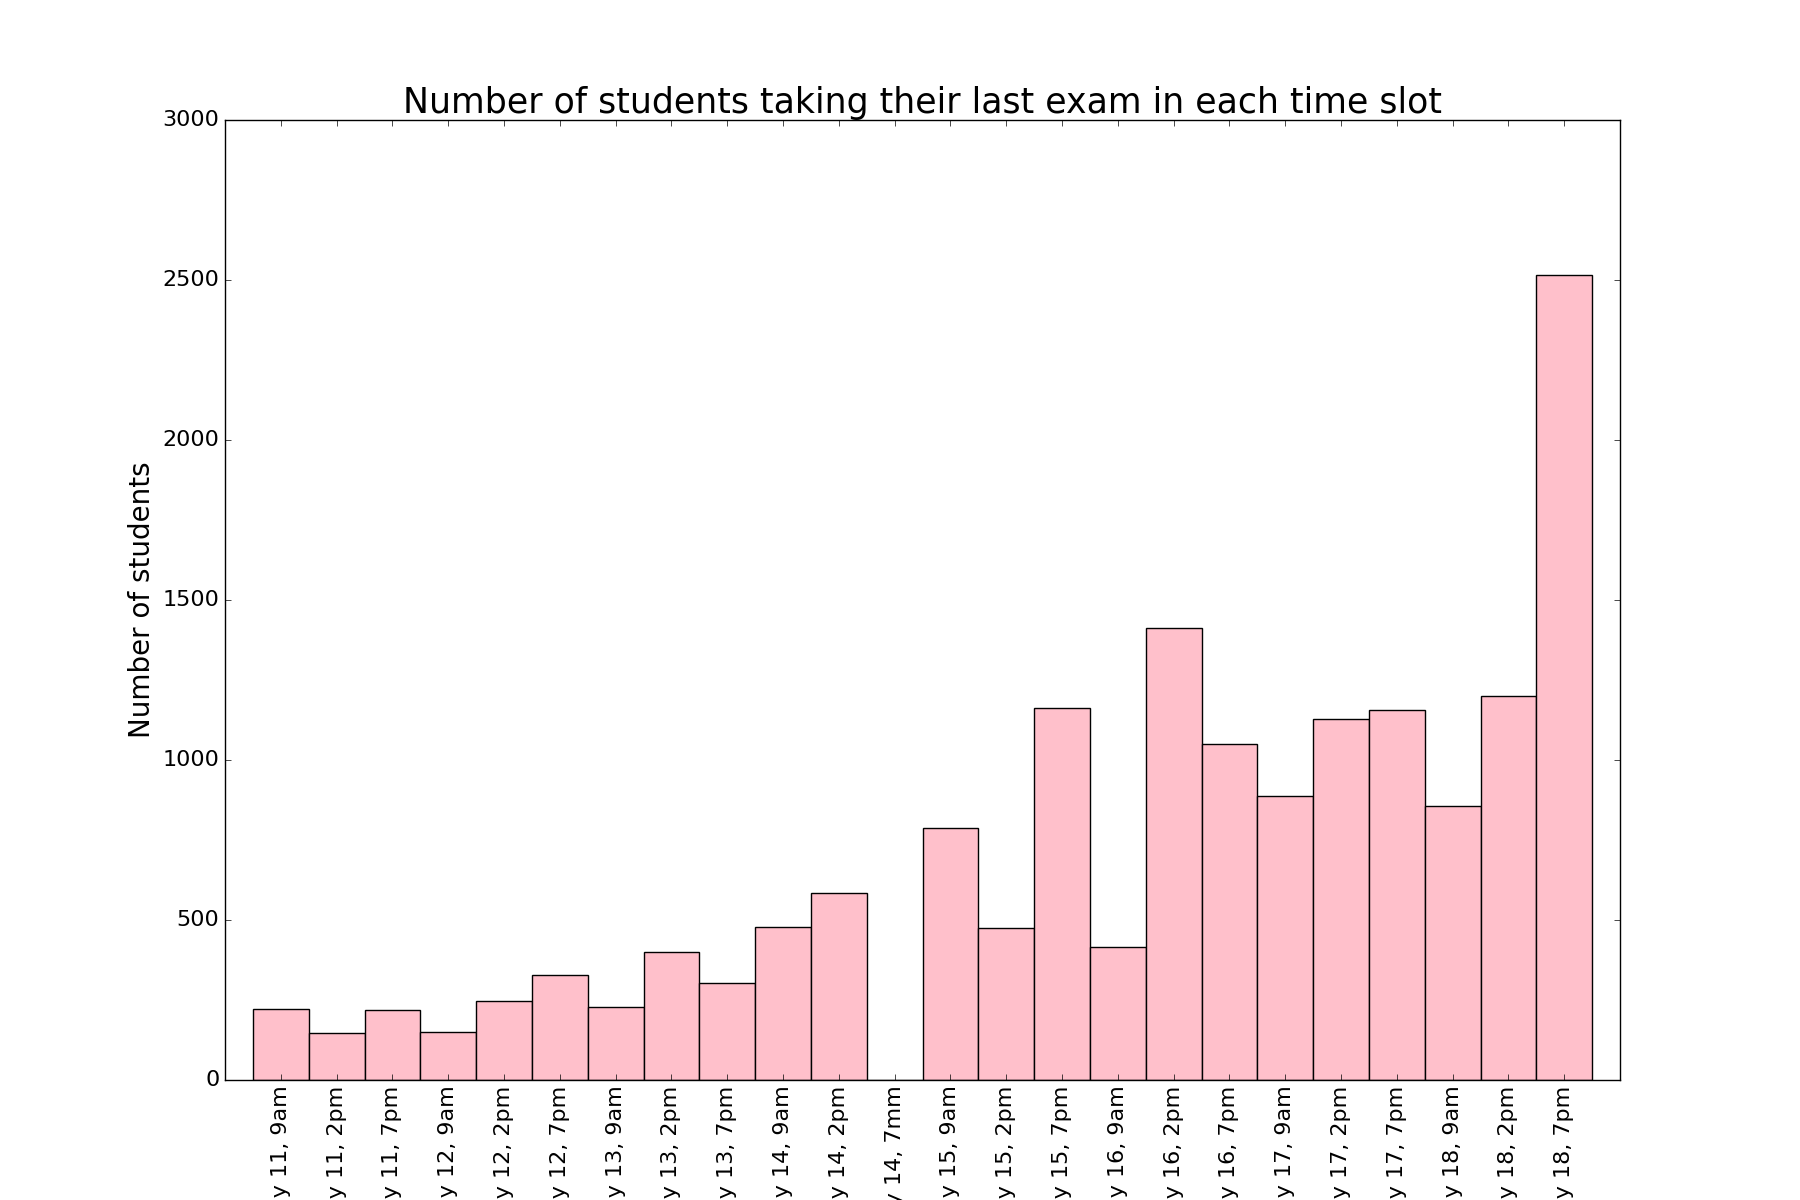 Number of students taking their last exam in each time slot
3000
2500
2000
1500
1000
500
0
Number of students
y 11, 9am
y 11, 2pm
y 11, 7pm
y 12, 9am
y 12, 2pm
y 12, 7pm
y 13, 9am
y 13, 2pm
y 13, 7pm
y 14, 9am
y 14, 2pm
y 14, 7mm
y 15, 9am
y 15, 2pm
y 15, 7pm
y 16, 9am
y 16, 2pm
y 16, 7pm
y 17, 9am
y 17, 2pm
y 17, 7pm
y 18, 9am
y 18, 2pm
y 18, 7pm